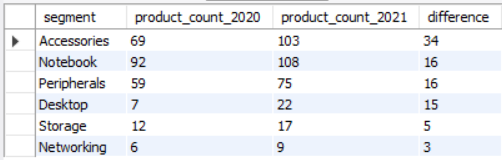 segment product_count_2020 product_count_2021 difference
Accessories 69 103 34
Notebook 92 108 16
Peripherals 59 75 16
Desktop 7 22 15
Storage 12 17 5
Networking 6 9 3